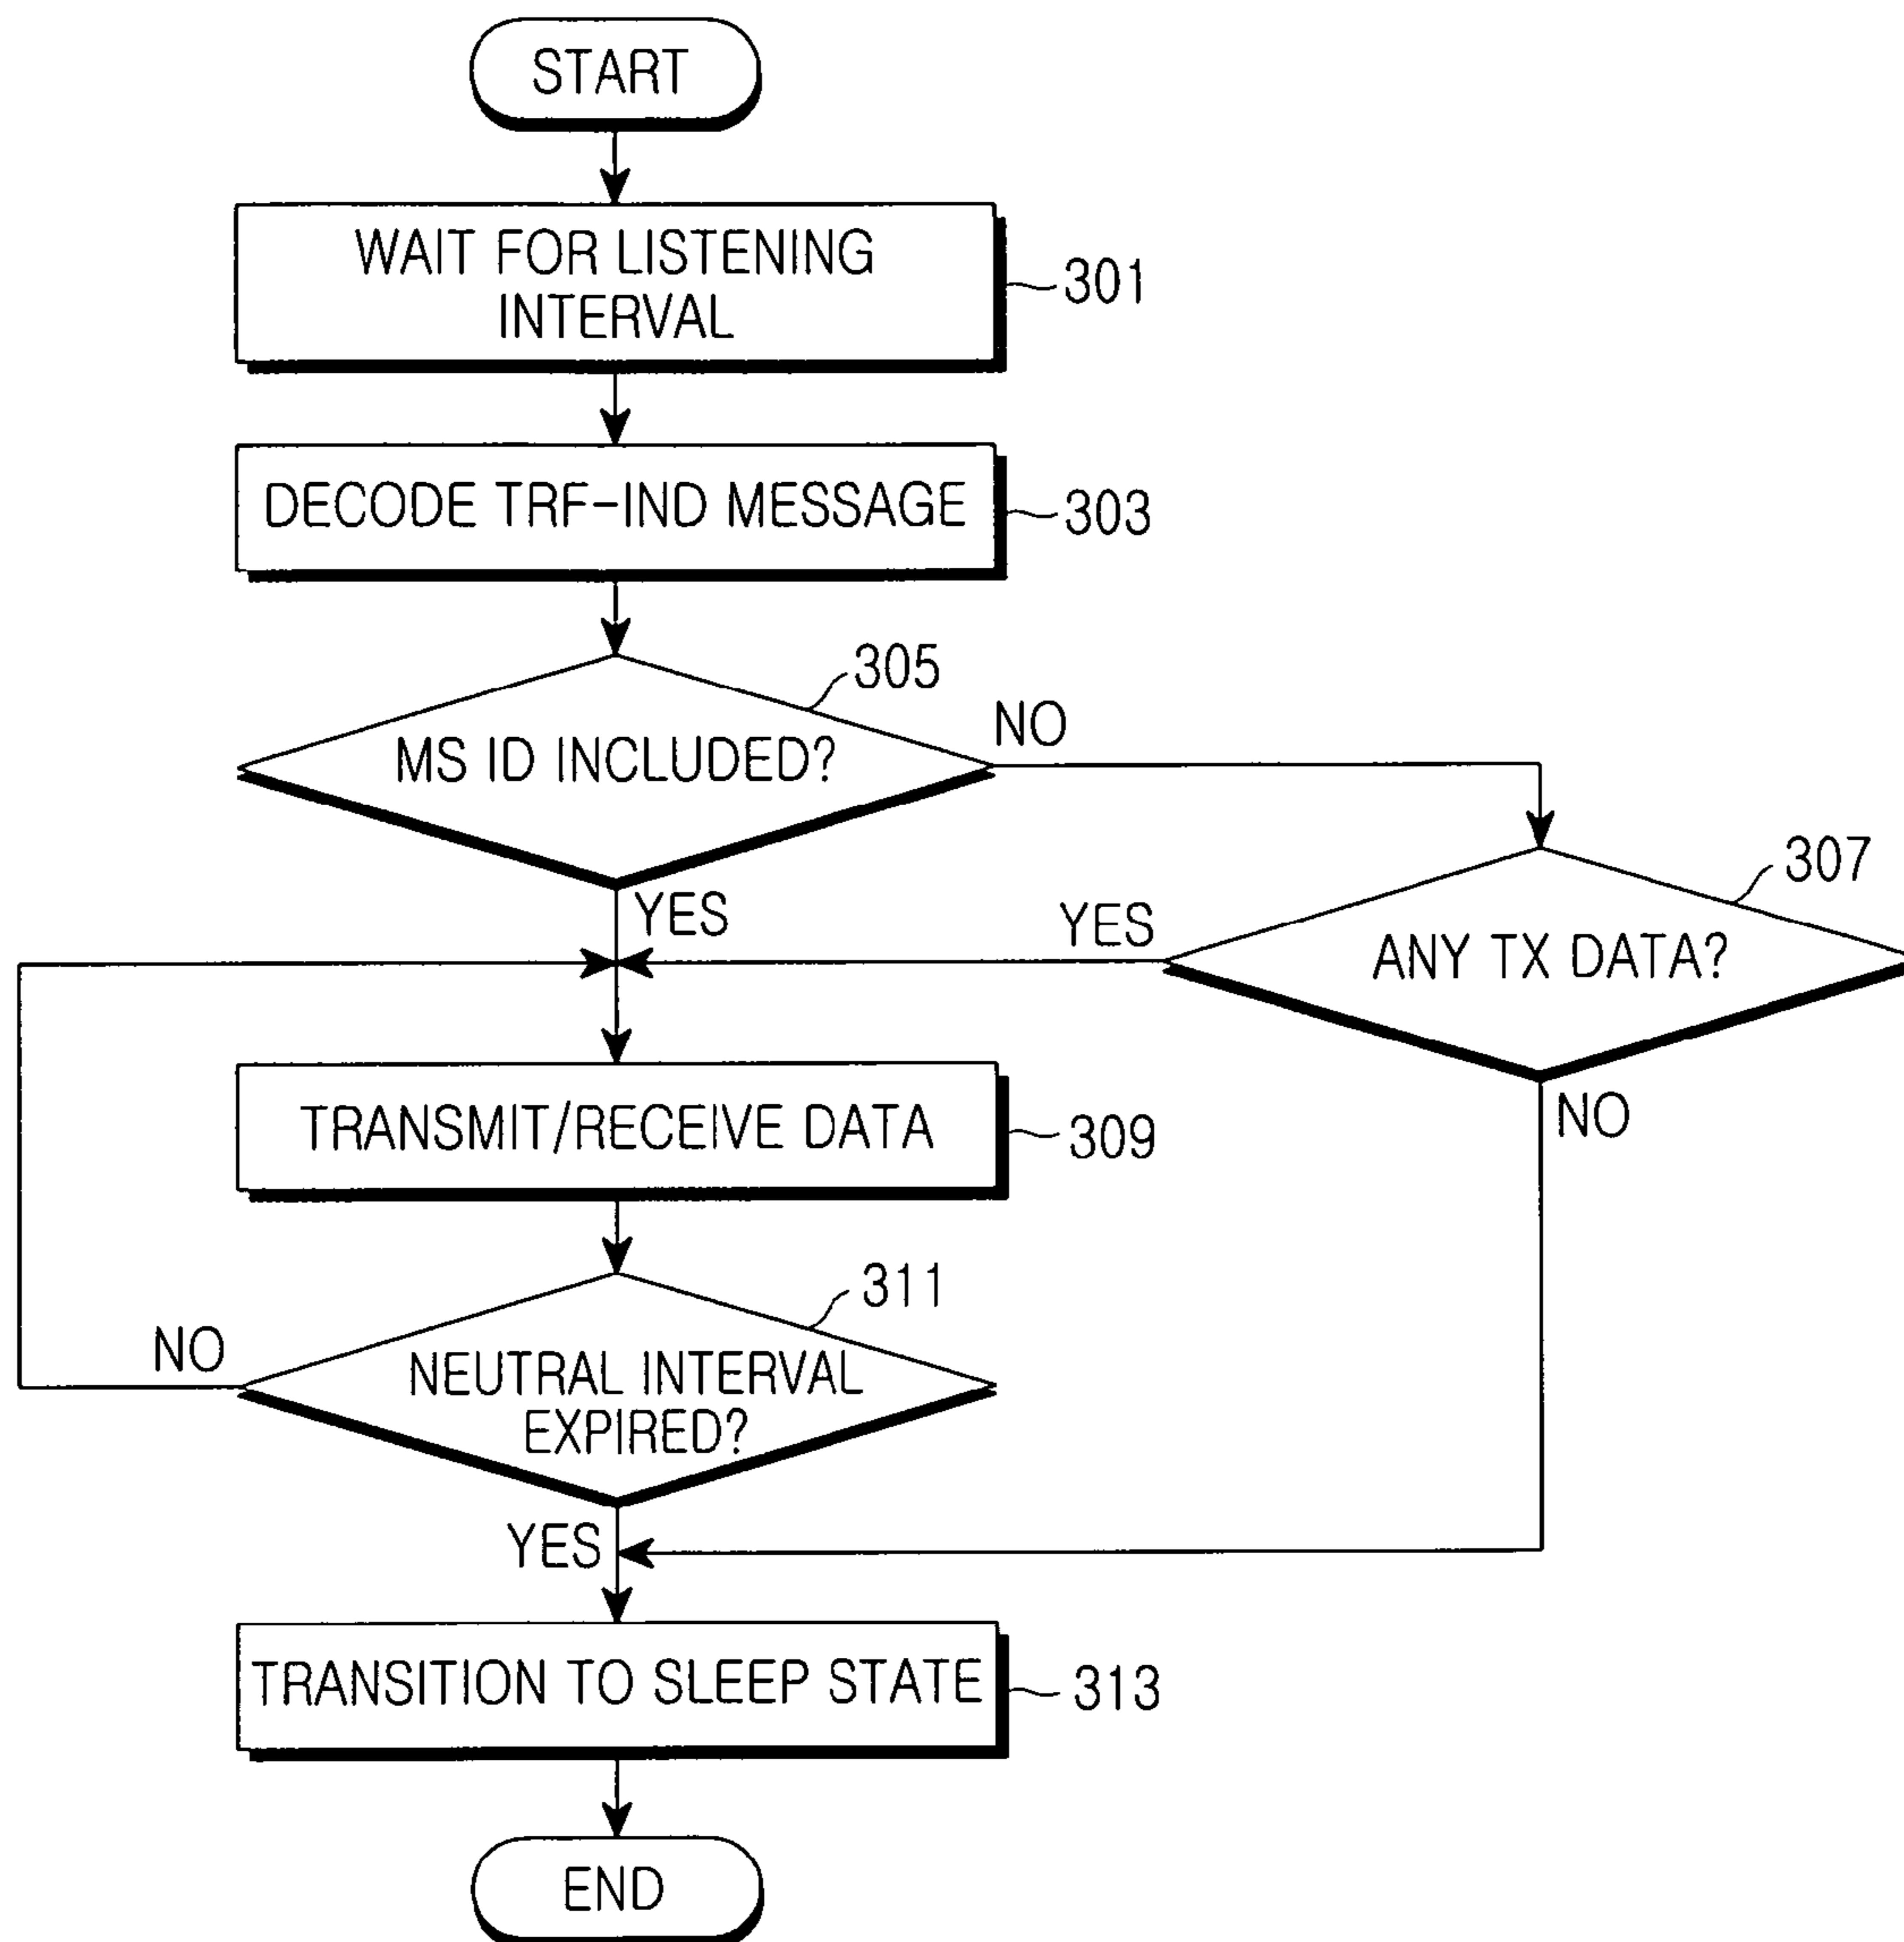 START
WAIT FOR LISTENING
INTERVAL
301
DECODE TRF-IND MESSAGE
303
305
MS ID INCLUDED?
NO
YES
307
ANY TX DATA?
YES
NO
TRANSMIT/RECEIVE DATA
309
311
NEUTRAL INTERVAL
EXPIRED?
NO
YES
TRANSITION TO SLEEP STATE
313
END